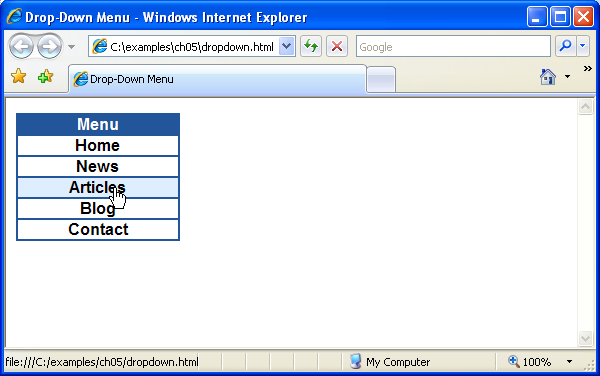 Drop-Down Menu - Windows Internet Explorer
C:\examples\ch05\dropdown.html
Google
Drop-Down Menu
Menu
Home
News
Articles
Blog
Contact
file:///C:/examples/ch05/dropdown.html
My Computer
100%